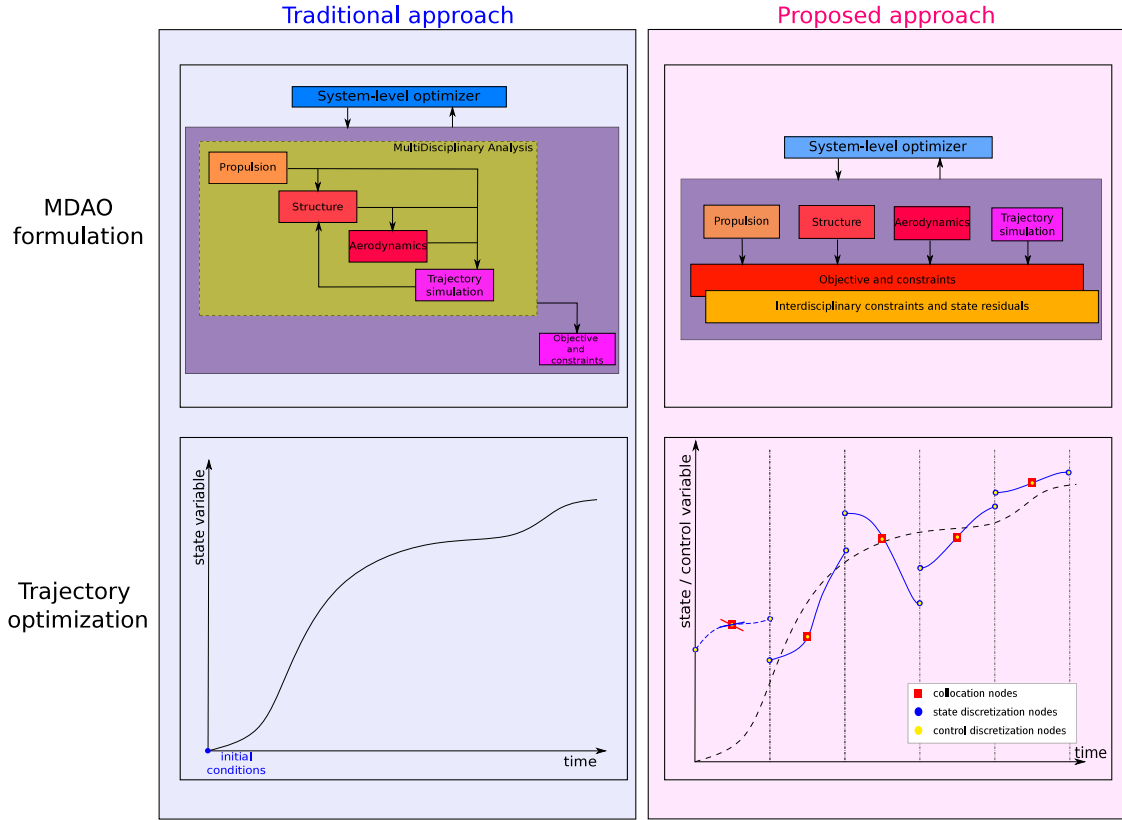 Traditional approach
Proposed approach
MDAO
formulation
System-level optimizer
MultiDisciplinary Analysis
Propulsion
Structure
Aerodynamics
Trajectory
simulation
Objective
and
constraints
System-level optimizer
Propulsion
Structure
Aerodynamics
Trajectory
simulation
Objective and constraints
Interdisciplinary constraints and state residuals
Trajectory
optimization
state variable
initial
conditions
time
state / control variable
collocation nodes
state discretization nodes
control discretization nodes
time